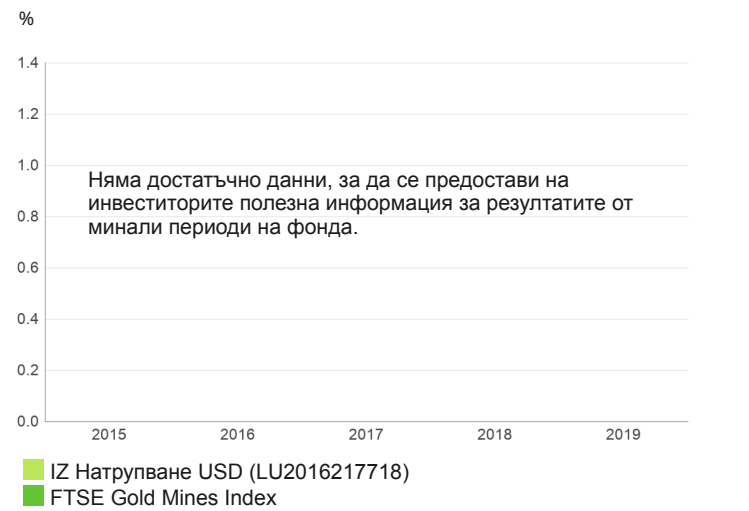 %
1.4
1.2
1.0
Няма достатъчно данни, за да се предостави на
инвеститорите полезна информация за резултатите от
минали периоди на фонда.
0.8
0.6
0.4
0.2
0.0
2015 2016 2017 2018 2019
IZ Натрупване USD (LU2016217718)
FTSE Gold Mines Index